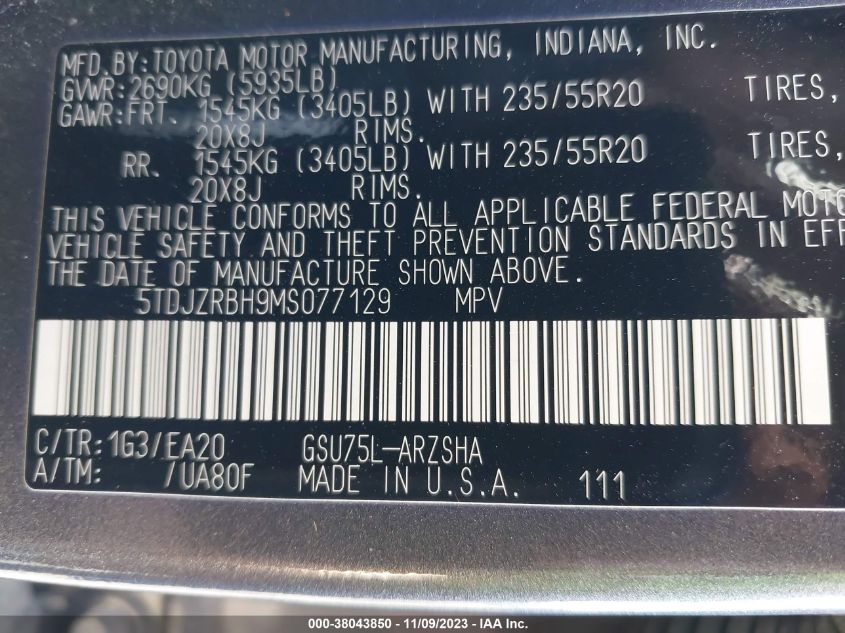 MFD. BY: TOYOTA MOTOR MANUFACTURING, INDIANA, INC.
GVWR: 2690KG (5935LB)
GAWR: FRT. 1545KG (3405LB) WITH 235/55R20 TIRES,
20X8J RIMS.
RR. 1545KG (3405LB) WITH 235/55R20 TIRES,
20X8J RIMS.
THIS VEHICLE CONFORMS TO ALL APPLICABLE FEDERAL MOTO
VEHICLE SAFETY AND THEFT PREVENTION STANDARDS IN EFF
THE DATE OF MANUFACTURE SHOWN ABOVE.
5TDJZRBH9MS077129 MPV
C/TR: 1G3/EA20 GSU75L-ARZSHA
A/TM: /UA80F MADE IN U.S.A. 111
000-38043850 - 11/09/2023 - IAA Inc.